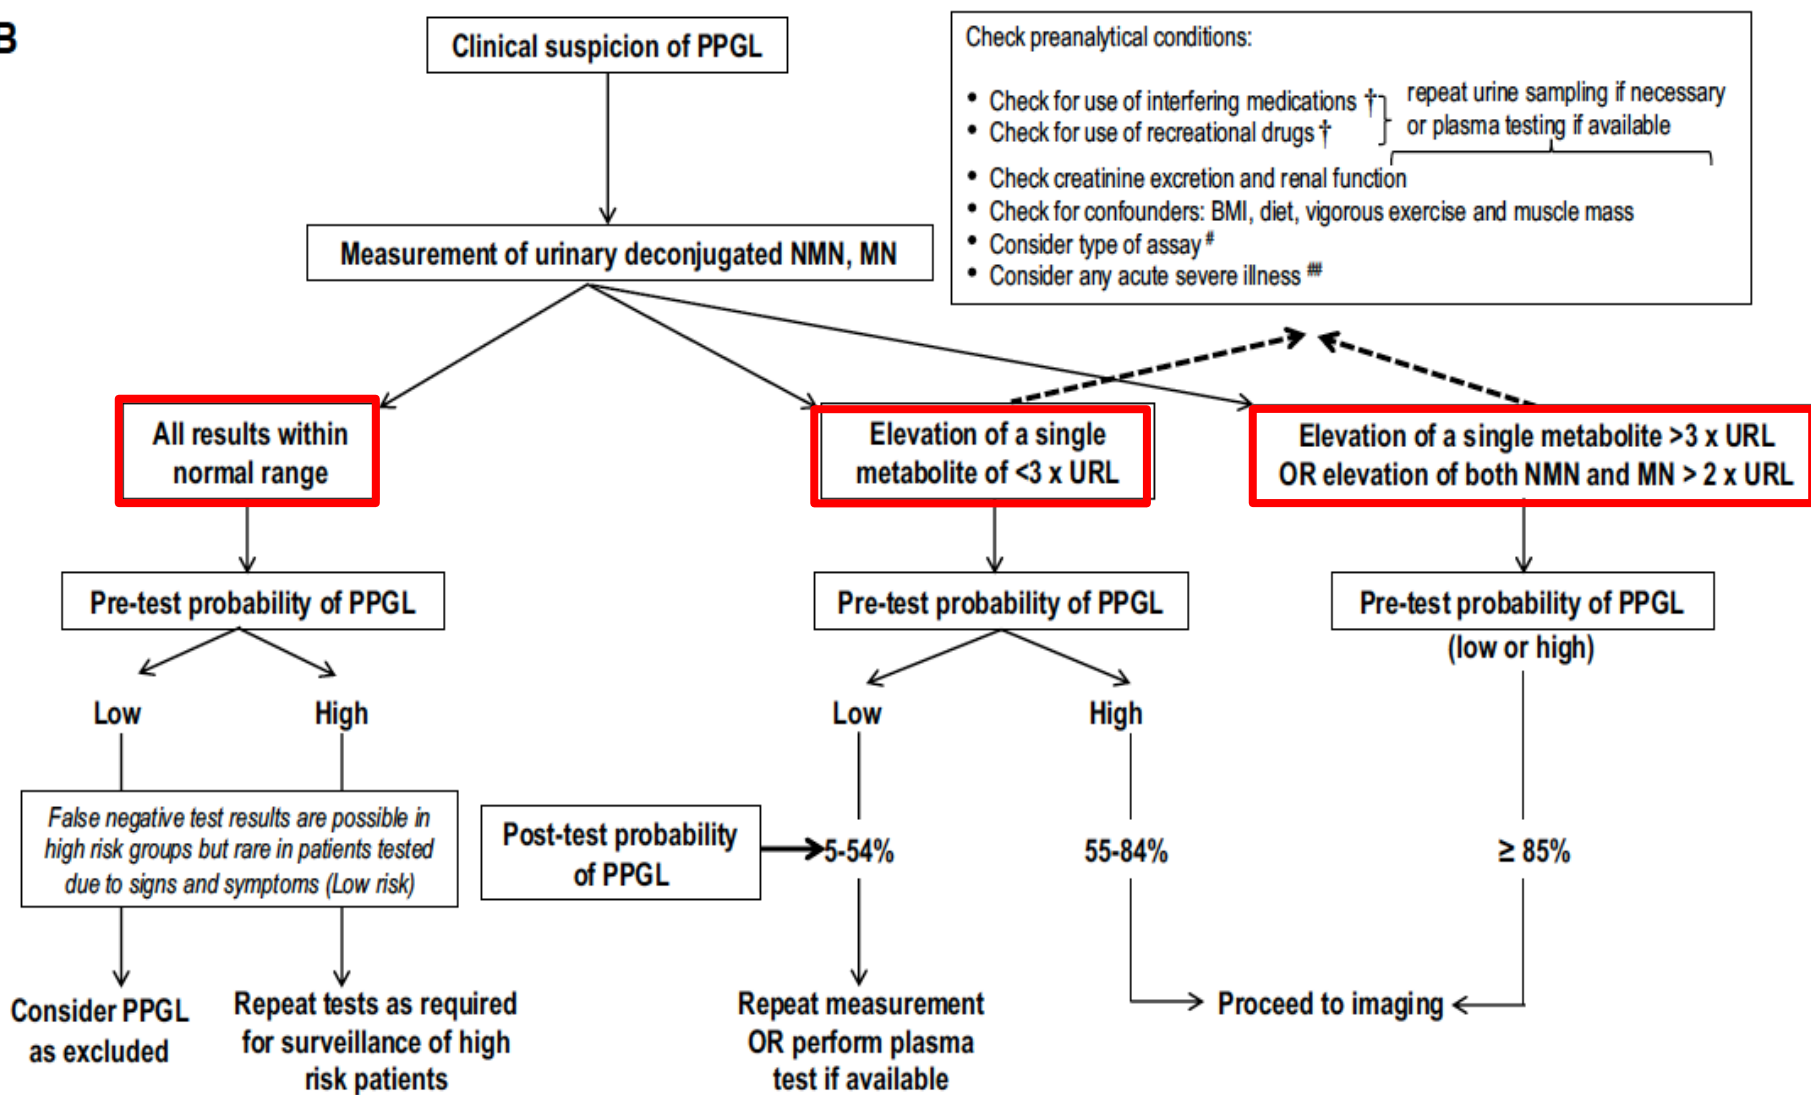 B
Clinical suspicion of PPGL
Check preanalytical conditions:
• Check for use of interfering medications †
• Check for use of recreational drugs †
repeat urine sampling if necessary
or plasma testing if available
• Check creatinine excretion and renal function
• Check for confounders: BMI, diet, vigorous exercise and muscle mass
• Consider type of assay #
• Consider any acute severe illness ##
Measurement of urinary deconjugated NMN, MN
All results within
normal range
Elevation of a single
metabolite of <3 x URL
Elevation of a single metabolite >3 x URL
OR elevation of both NMN and MN > 2 x URL
Pre-test probability of PPGL
Pre-test probability of PPGL
Pre-test probability of PPGL
(low or high)
Low
High
Low
High
False negative test results are possible in
high risk groups but rare in patients tested
due to signs and symptoms (Low risk)
Post-test probability
of PPGL
5-54%
55-84%
≥ 85%
Consider PPGL
as excluded
Repeat tests as required
for surveillance of high
risk patients
Repeat measurement
OR perform plasma
test if available
Proceed to imaging